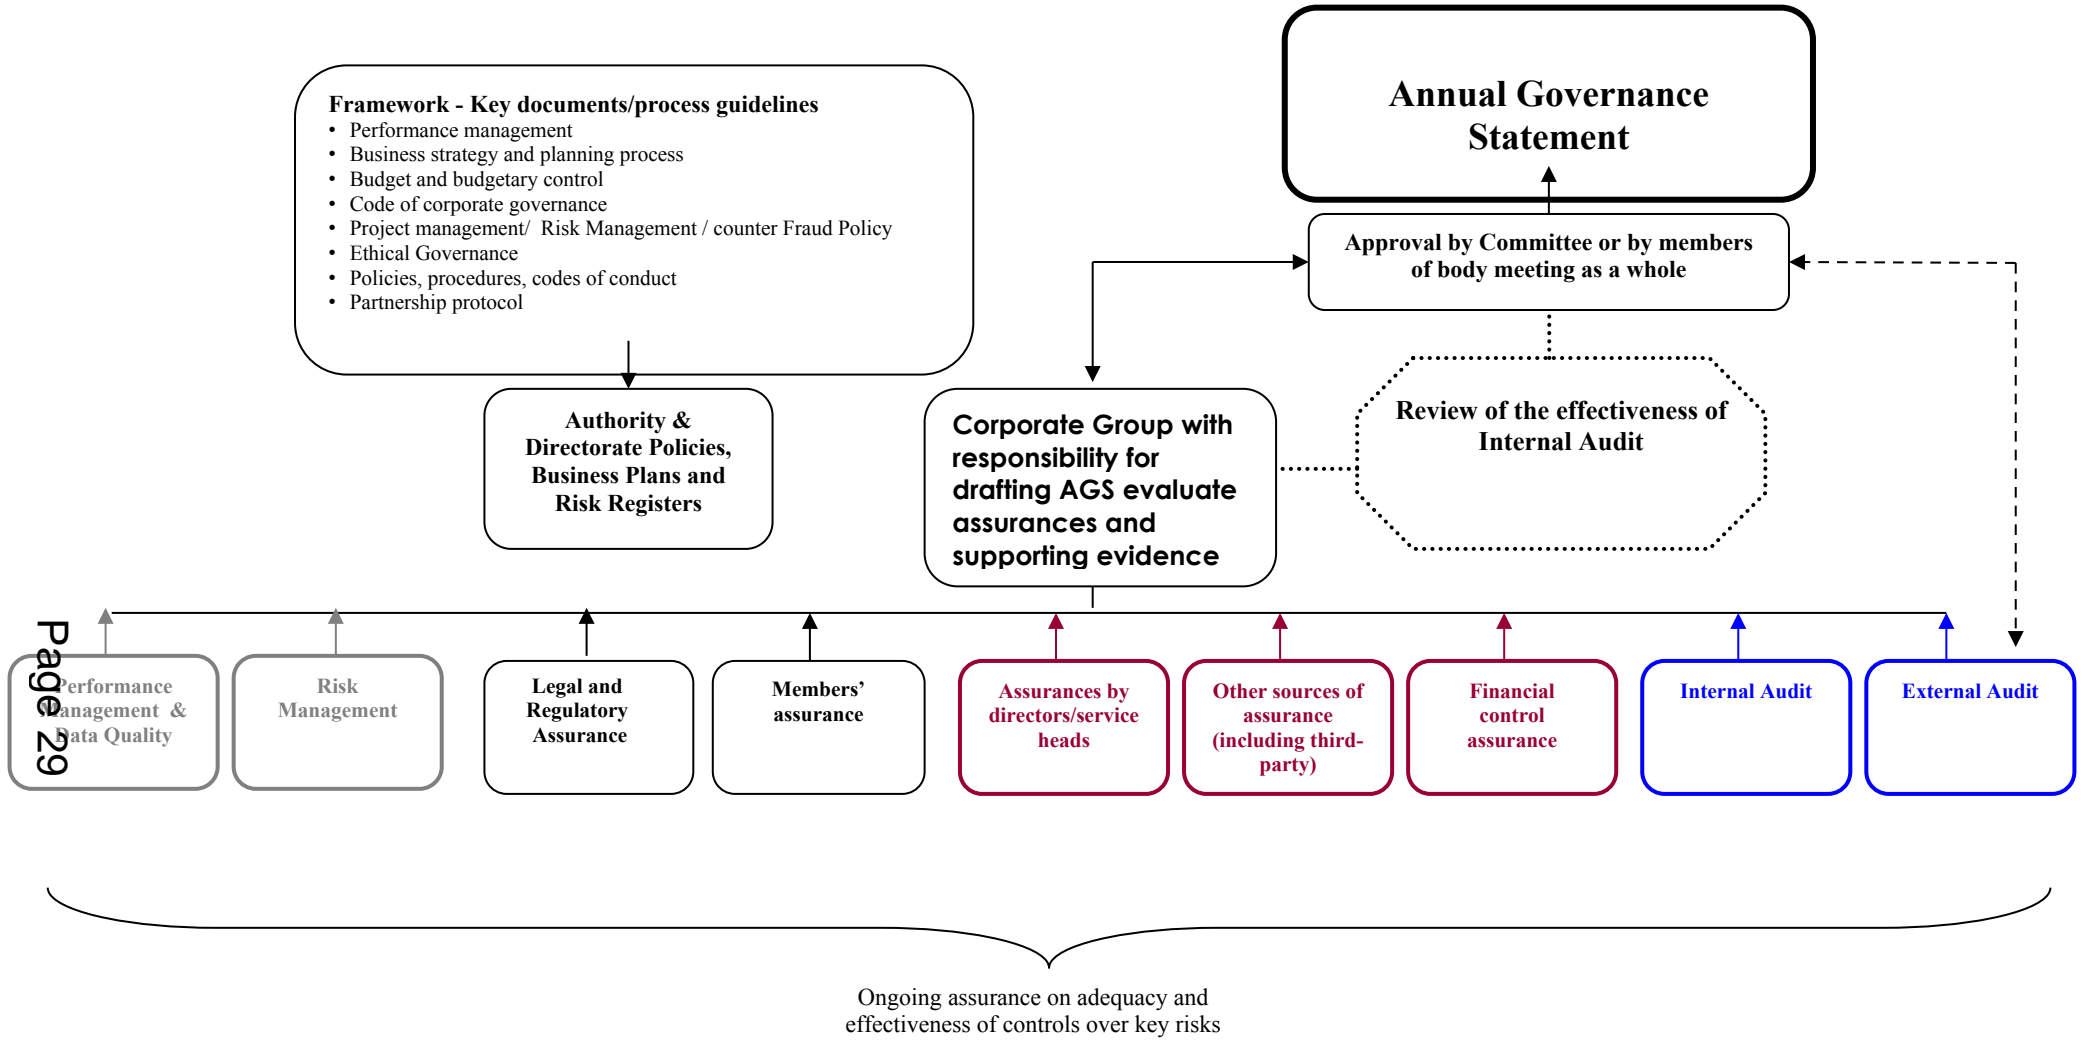 Annual Governance
Statement
Framework - Key documents/process guidelines
• Performance management
• Business strategy and planning process
• Budget and budgetary control
• Code of corporate governance
• Project management/ Risk Management / counter Fraud Policy
• Ethical Governance
• Policies, procedures, codes of conduct
• Partnership protocol
Approval by Committee or by members
of body meeting as a whole
Authority &
Directorate Policies,
Business Plans and
Risk Registers
Corporate Group with
responsibility for
drafting AGS evaluate
assurances and
supporting evidence
Review of the effectiveness of
Internal Audit
Page 29
Performance
Management &
Data Quality
Risk
Management
Legal and
Regulatory
Assurance
Members’
assurance
Assurances by
directors/service
heads
Other sources of
assurance
(including third-
party)
Financial
control
assurance
Internal Audit
External Audit
Ongoing assurance on adequacy and
effectiveness of controls over key risks